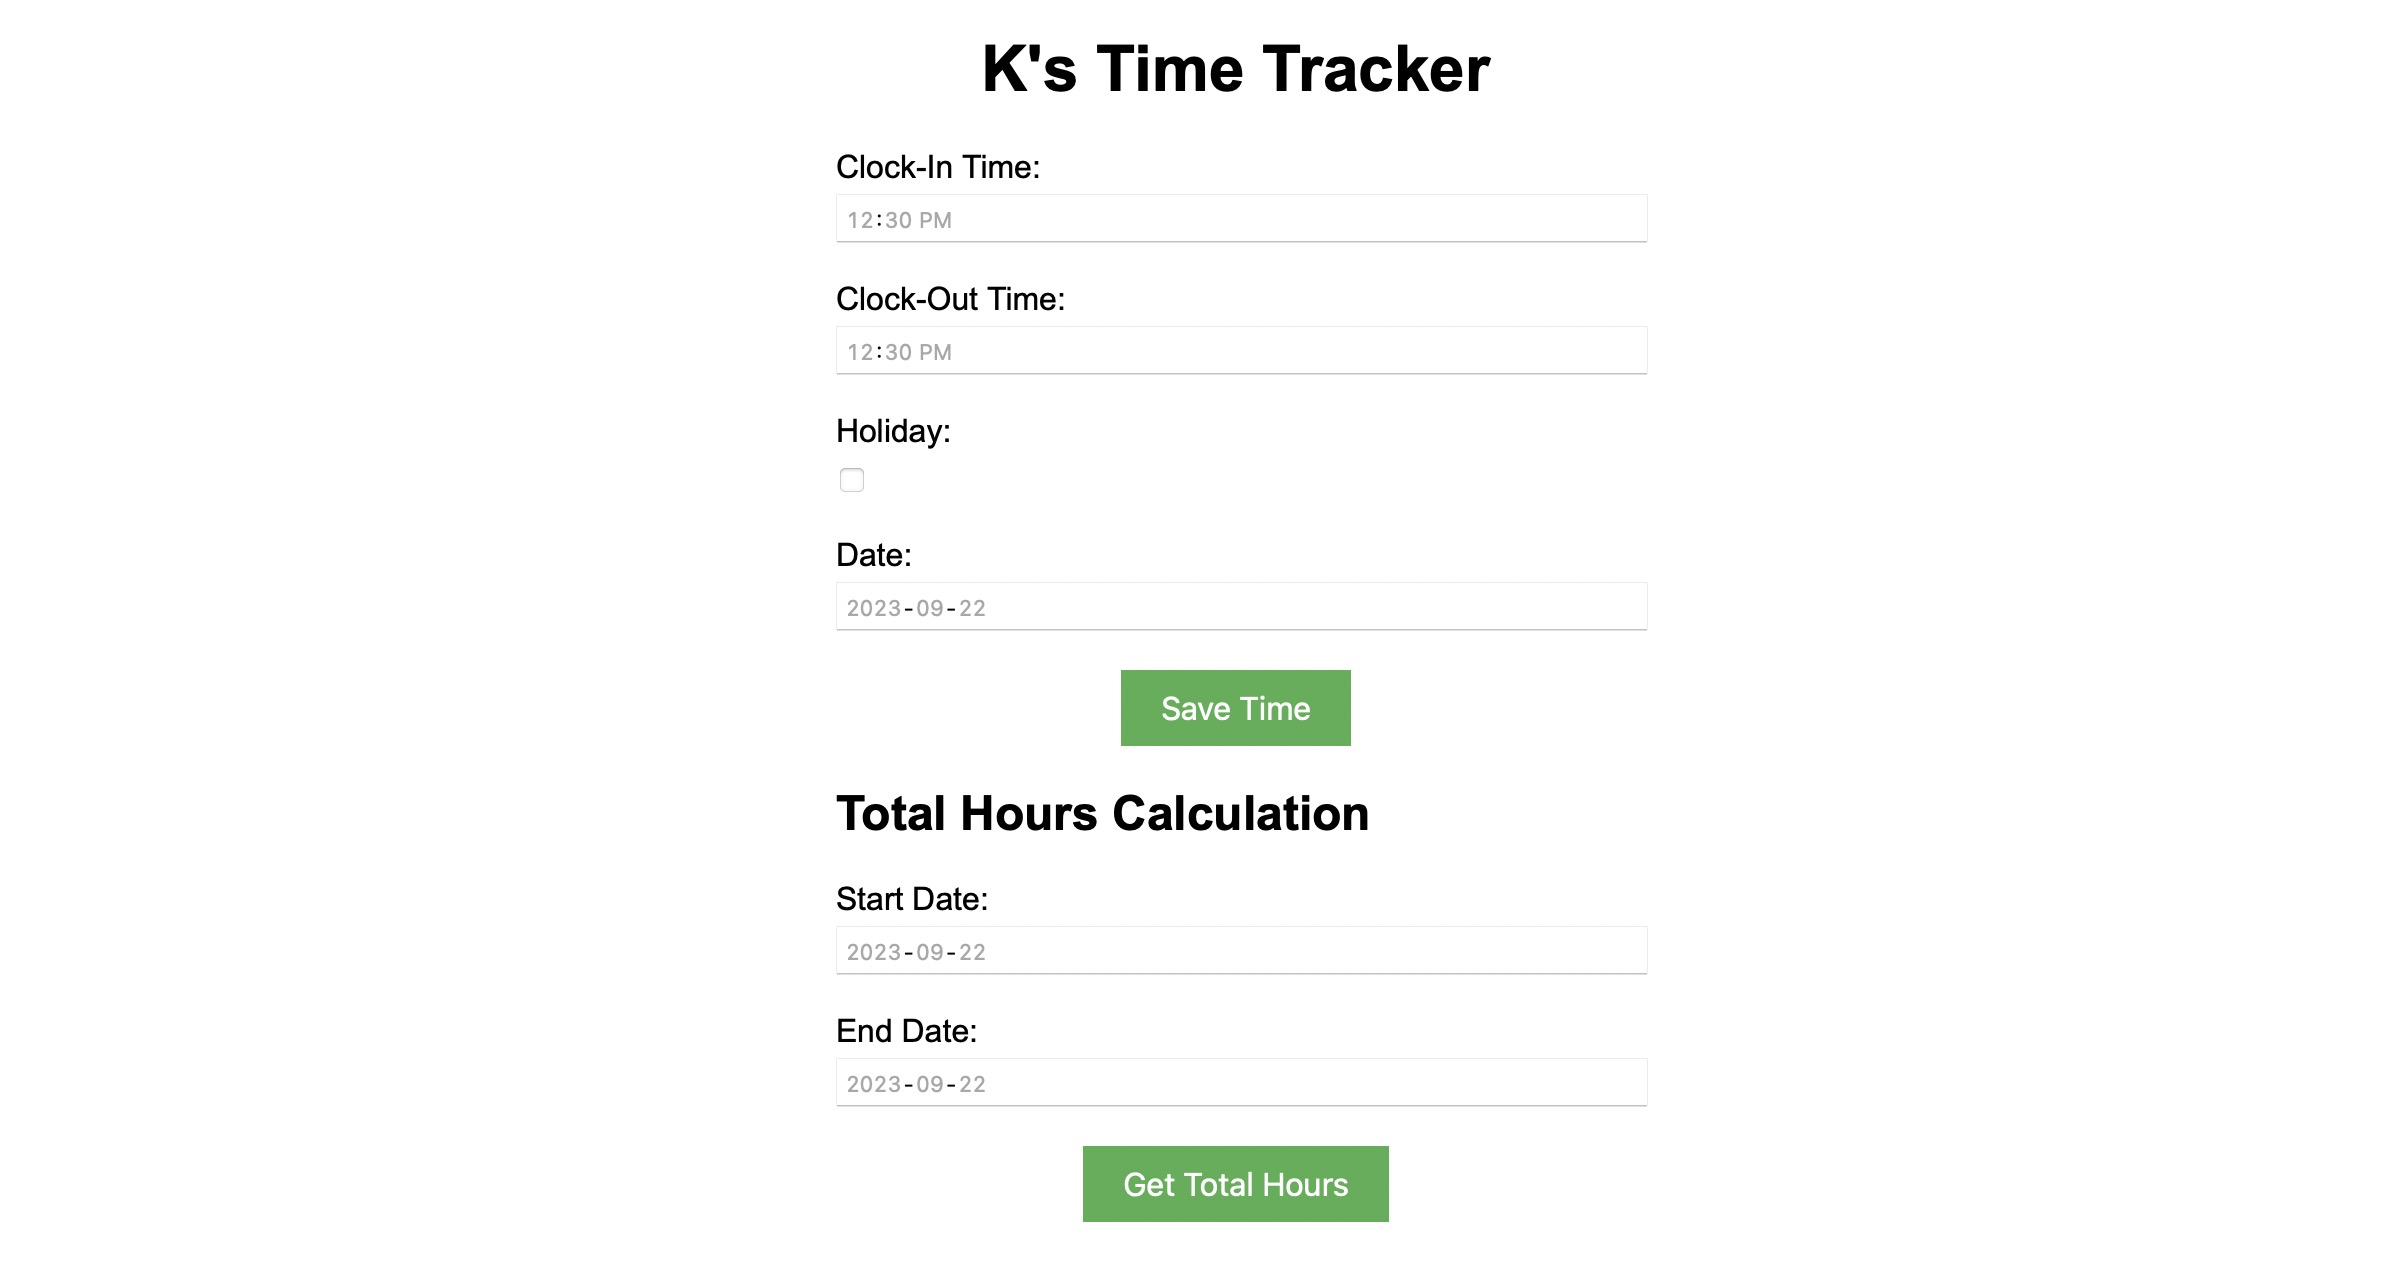 K's Time Tracker
Clock-In Time:
12:30 PM
Clock-Out Time:
12:30 PM
Holiday:
Date:
2023-09-22
Save Time
Total Hours Calculation
Start Date:
2023-09-22
End Date:
2023-09-22
Get Total Hours